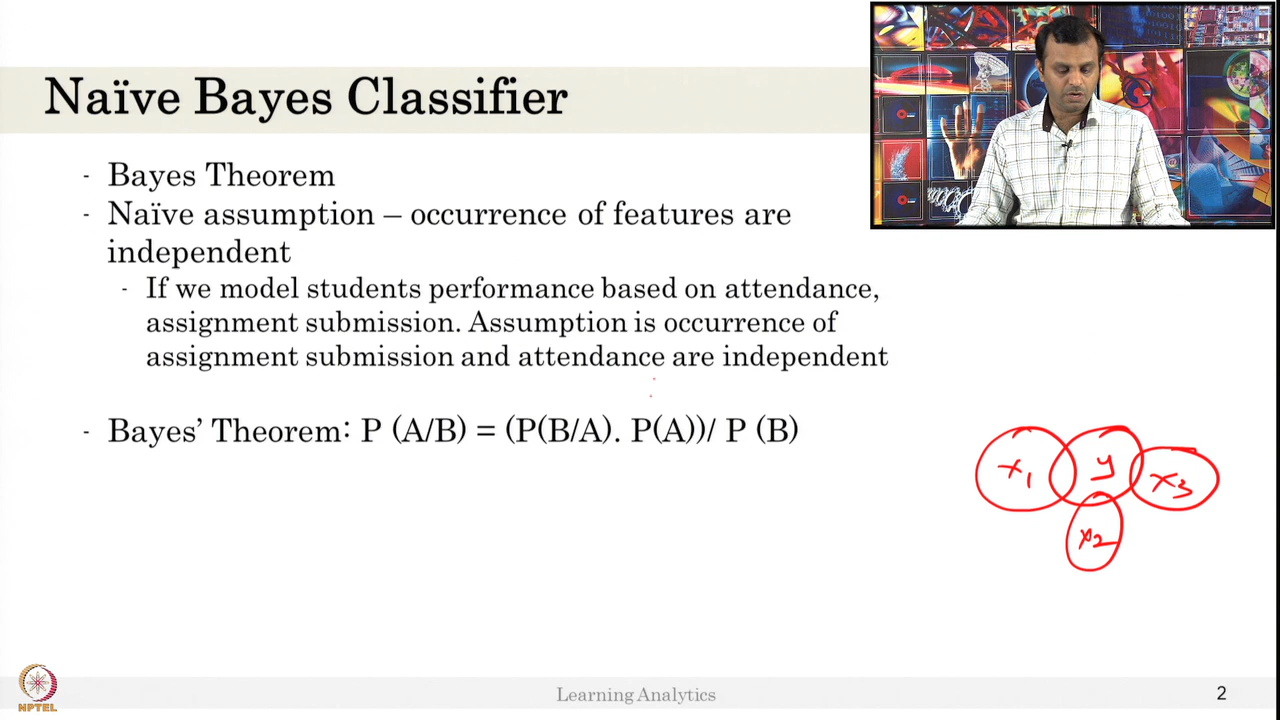 Naïve Bayes Classifier
- Bayes Theorem
- Naïve assumption – occurrence of features are
independent
- If we model students performance based on attendance,
assignment submission. Assumption is occurrence of
assignment submission and attendance are independent
- Bayes’ Theorem: P (A/B) = (P(B/A). P(A))/ P (B)
x1 y x3
x2
NPTEL
Learning Analytics
2